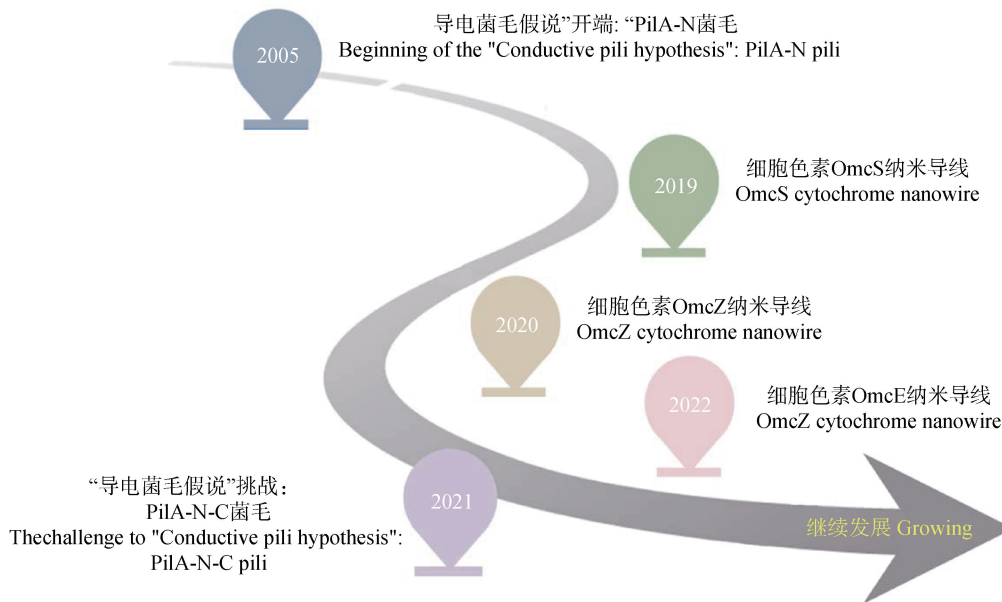 2005
导电菌毛假说”开端: “PilA-N菌毛
Beginning of the "Conductive pili hypothesis": PilA-N pili
2019
细胞色素OmcS纳米导线
OmcS cytochrome nanowire
2020
细胞色素OmcZ纳米导线
OmcZ cytochrome nanowire
2022
细胞色素OmcE纳米导线
OmcZ cytochrome nanowire
2021
“导电菌毛假说”挑战：
PilA-N-C菌毛
Thechallenge to "Conductive pili hypothesis":
PilA-N-C pili
继续发展 Growing